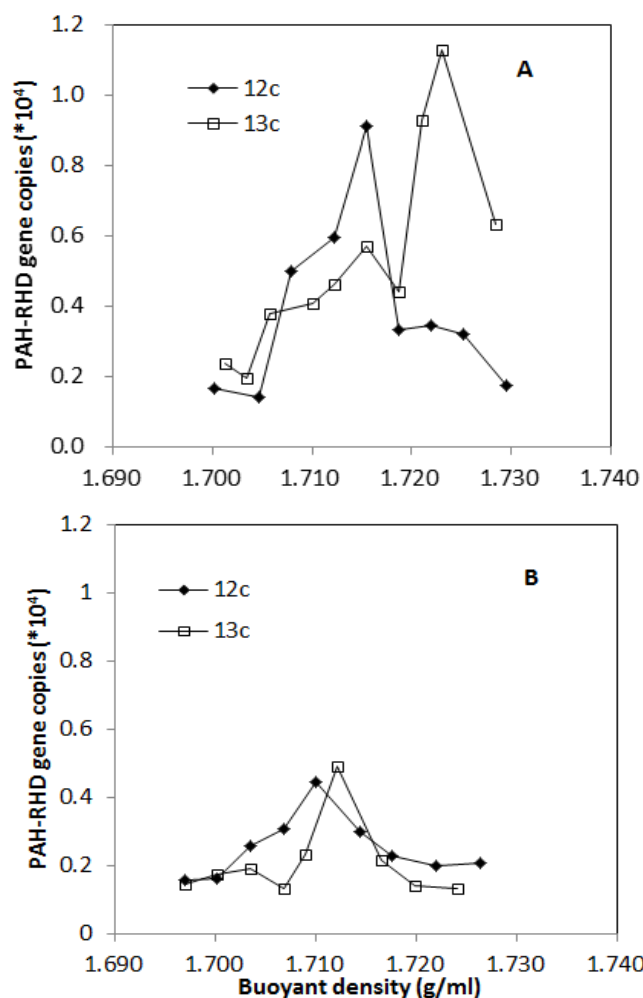 1.2
1.0
0.8
0.6
0.4
0.2
0.0
PAH-RHD gene copies (*10⁴)
12c
13c
A
1.690 1.700 1.710 1.720 1.730 1.740
1.2
1
0.8
0.6
0.4
0.2
0
PAH-RHD gene copies (*10⁴)
12c
13c
B
1.690 1.700 1.710 1.720 1.730 1.740
Buoyant density (g/ml)